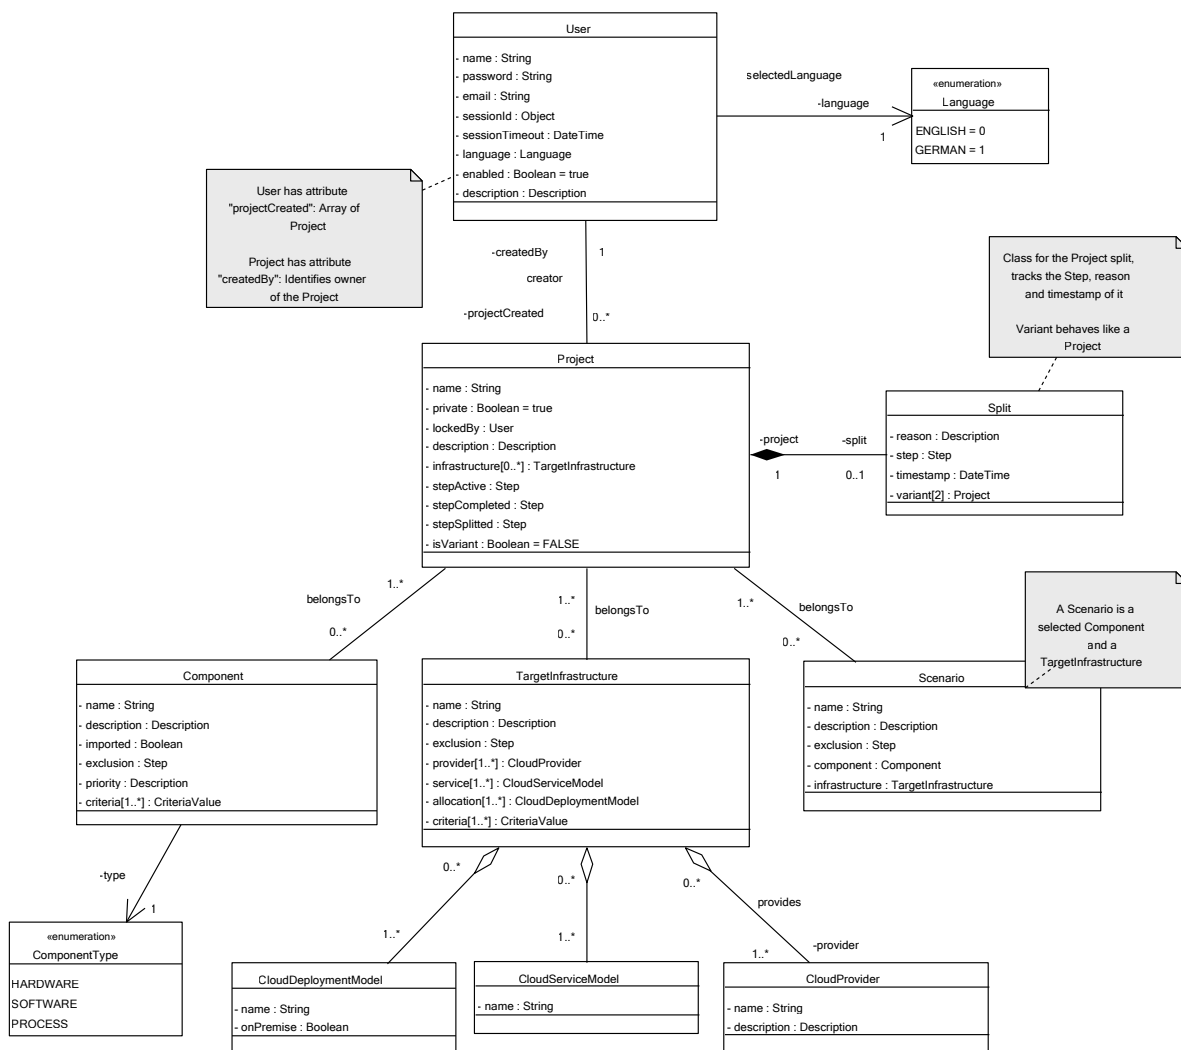 User
- name : String
- password : String
- email : String
- sessionId : Object
- sessionTimeout : DateTime
- language : Language
- enabled : Boolean = true
- description : Description
selectedLanguage
-language
1
«enumeration»
Language
ENGLISH = 0
GERMAN = 1
User has attribute
"projectCreated": Array of
Project
Project has attribute
"createdBy": Identifies owner
of the Project
-createdBy
1
creator
-projectCreated
0..*
Class for the Project split,
tracks the Step, reason
and timestamp of it
Variant behaves like a
Project
Project
- name : String
- private : Boolean = true
- lockedBy : User
- description : Description
- infrastructure[0..*] : TargetInfrastructure
- stepActive : Step
- stepCompleted : Step
- stepSplitted : Step
- isVariant : Boolean = FALSE
-project
1
-split
0..1
Split
- reason : Description
- step : Step
- timestamp : DateTime
- variant[2] : Project
1..*
belongsTo
0..*
1..*
belongsTo
0..*
1..*
belongsTo
0..*
A Scenario is a
selected Component
and a
TargetInfrastructure
Component
- name : String
- description : Description
- imported : Boolean
- exclusion : Step
- priority : Description
- criteria[1..*] : CriteriaValue
TargetInfrastructure
- name : String
- description : Description
- exclusion : Step
- provider[1..*] : CloudProvider
- service[1..*] : CloudServiceModel
- allocation[1..*] : CloudDeploymentModel
- criteria[1..*] : CriteriaValue
Scenario
- name : String
- description : Description
- exclusion : Step
- component : Component
- infrastructure : TargetInfrastructure
-type
1
0..*
1..*
0..*
1..*
0..*
provides
-provider
1..*
«enumeration»
ComponentType
HARDWARE
SOFTWARE
PROCESS
CloudDeploymentModel
- name : String
- onPremise : Boolean
CloudServiceModel
- name : String
CloudProvider
- name : String
- description : Description